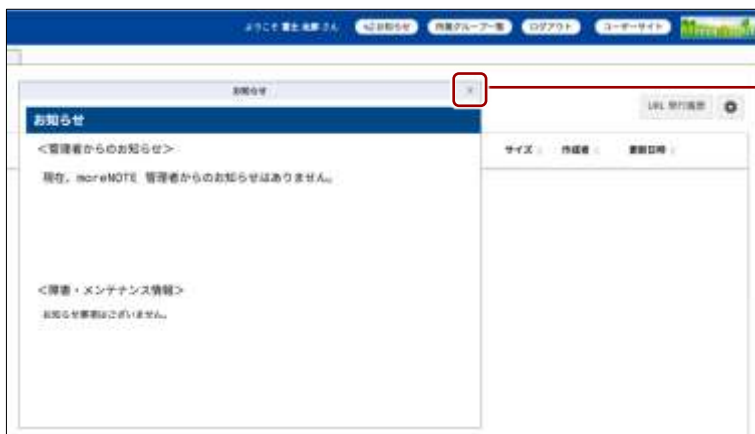 ようこそ 富士 太郎 さん お知らせ 所属グループ一覧 ログアウト ユーザーサイト
お知らせ ×
URL 発行履歴
お知らせ
<管理者からのお知らせ>
サイズ 作成者 更新日時
現在、moreNOTE 管理者からのお知らせはありません。
<障害・メンテナンス情報>
お知らせ事項はございません。